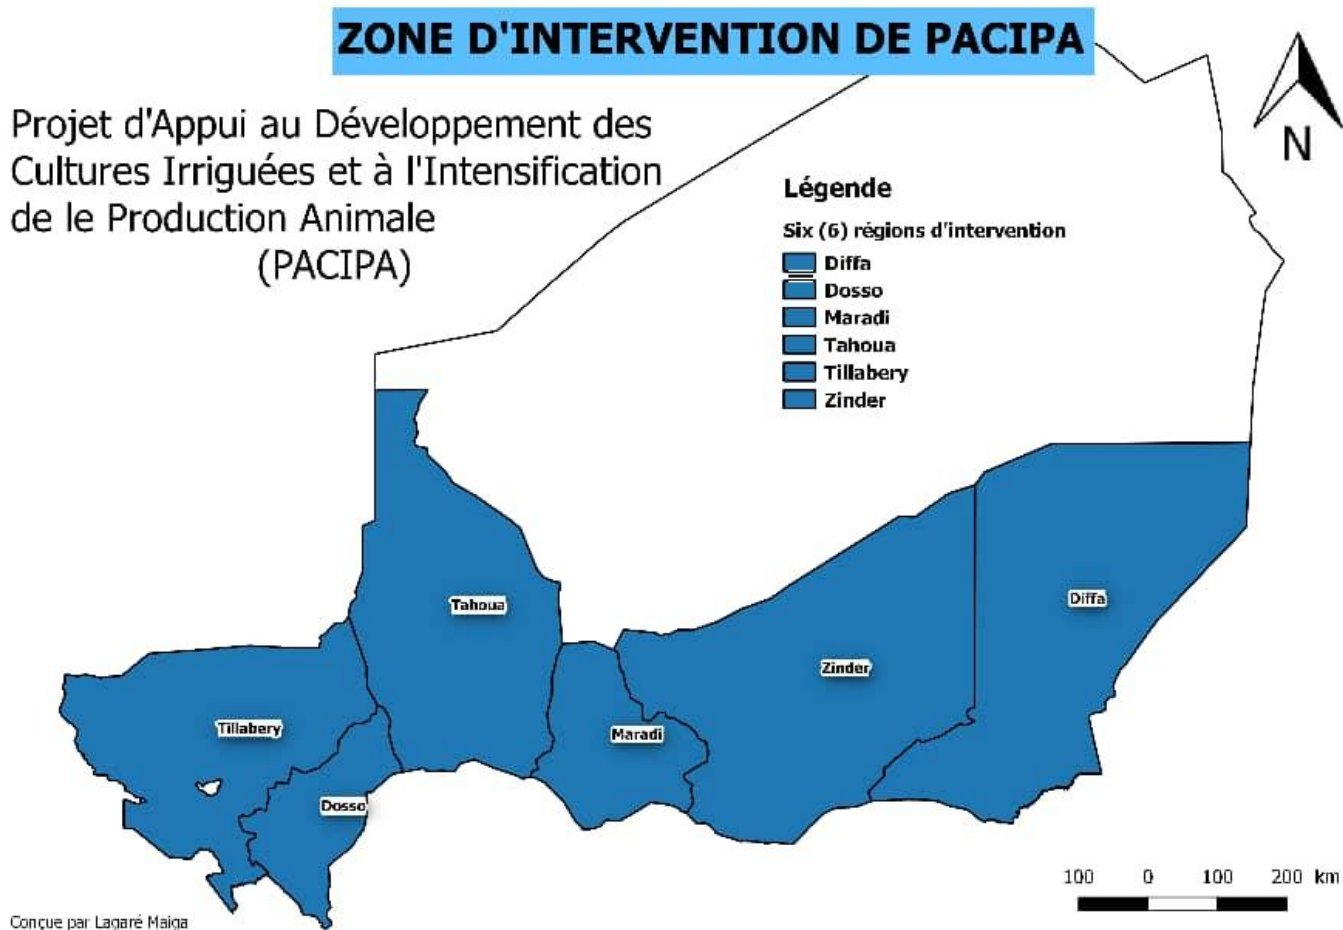 ZONE D'INTERVENTION DE PACIPA
Projet d'Appui au Développement des
Cultures Irriguées et à l'Intensification
de le Production Animale
(PACIPA)
N
Légende
Six (6) régions d'intervention
Diffa
Dosso
Maradi
Tahoua
Tillabery
Zinder
Tahoua
Diffa
Zinder
Tillabery
Maradi
Dosso
100 0 100 200 km
Conçue par Lagaré Maiga